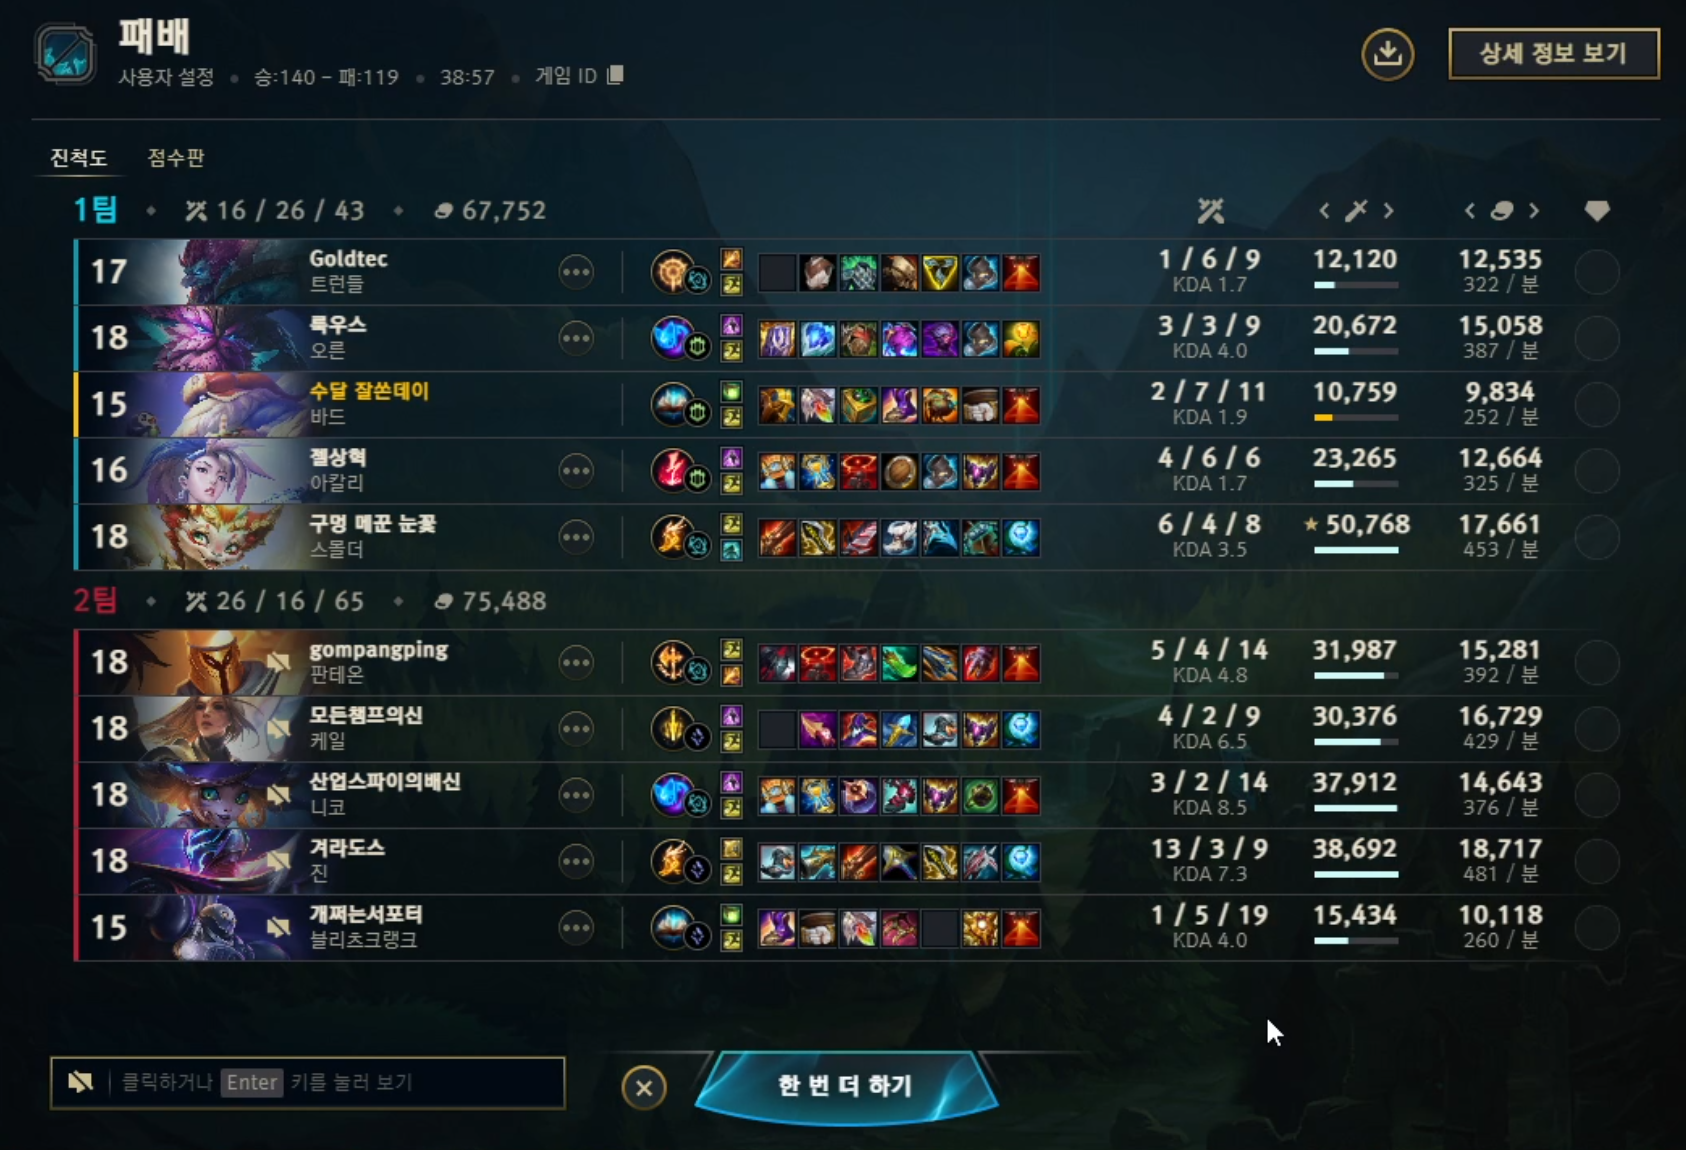 패배
사용자 설정 • 승:140 – 패:119 • 38:57 • 게임 ID
상세 정보 보기
진척도 점수판
1팀 16 / 26 / 43 67,752
17 Goldtec 1 / 6 / 9 12,120 12,535
트런들 KDA 1.7 322 / 분
18 룩우스 3 / 3 / 9 20,672 15,058
오른 KDA 4.0 387 / 분
15 수달 잘쏜데이 2 / 7 / 11 10,759 9,834
바드 KDA 1.9 252 / 분
16 젤상혁 4 / 6 / 6 23,265 12,664
아칼리 KDA 1.7 325 / 분
18 구멍 메꾼 눈꽃 6 / 4 / 8 50,768 17,661
스몰더 KDA 3.5 453 / 분
2팀 26 / 16 / 65 75,488
18 gompangping 5 / 4 / 14 31,987 15,281
판테온 KDA 4.8 392 / 분
18 모든챔프의신 4 / 2 / 9 30,376 16,729
케일 KDA 6.5 429 / 분
18 산업스파이의배신 3 / 2 / 14 37,912 14,643
니코 KDA 8.5 376 / 분
18 겨라도스 13 / 3 / 9 38,692 18,717
진 KDA 7.3 481 / 분
15 개쩌는서포터 1 / 5 / 19 15,434 10,118
블리츠크랭크 KDA 4.0 260 / 분
클릭하거나 Enter 키를 눌러 보기
한 번 더 하기